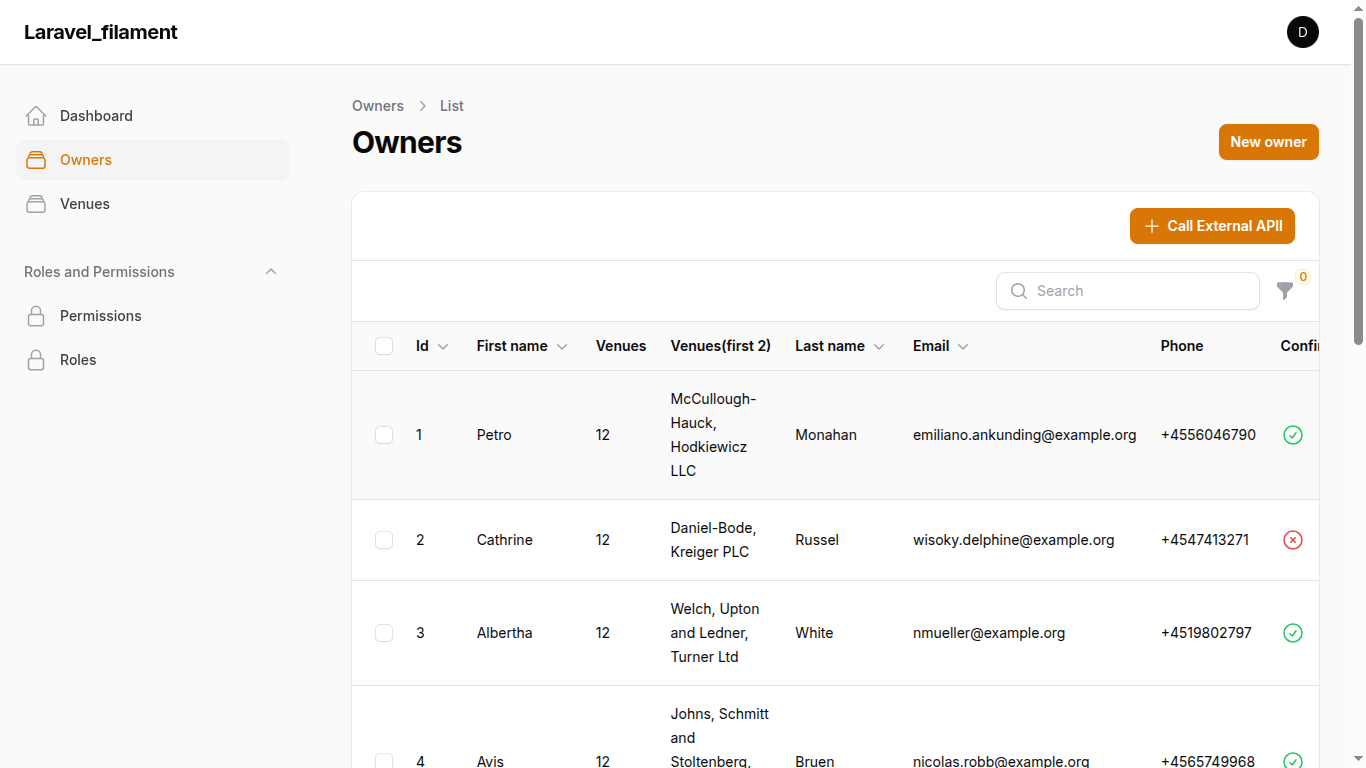 Laravel_filament
D
Dashboard
Owners
Venues
Roles and Permissions
Permissions
Roles
Owners
List
Owners
New owner
Call External APII
Search
0
Id
First name
Venues
Venues(first 2)
Last name
Email
Phone
Confir
1
Petro
12
McCullough-
Hauck,
Hodkiewicz
LLC
Monahan
emiliano.ankunding@example.org
+4556046790
2
Cathrine
12
Daniel-Bode,
Kreiger PLC
Russel
wisoky.delphine@example.org
+4547413271
3
Albertha
12
Welch, Upton
and Ledner,
Turner Ltd
White
nmueller@example.org
+4519802797
4
Avis
12
Johns, Schmitt
and
Stoltenberg,
Bruen
nicolas.robb@example.org
+4565749968